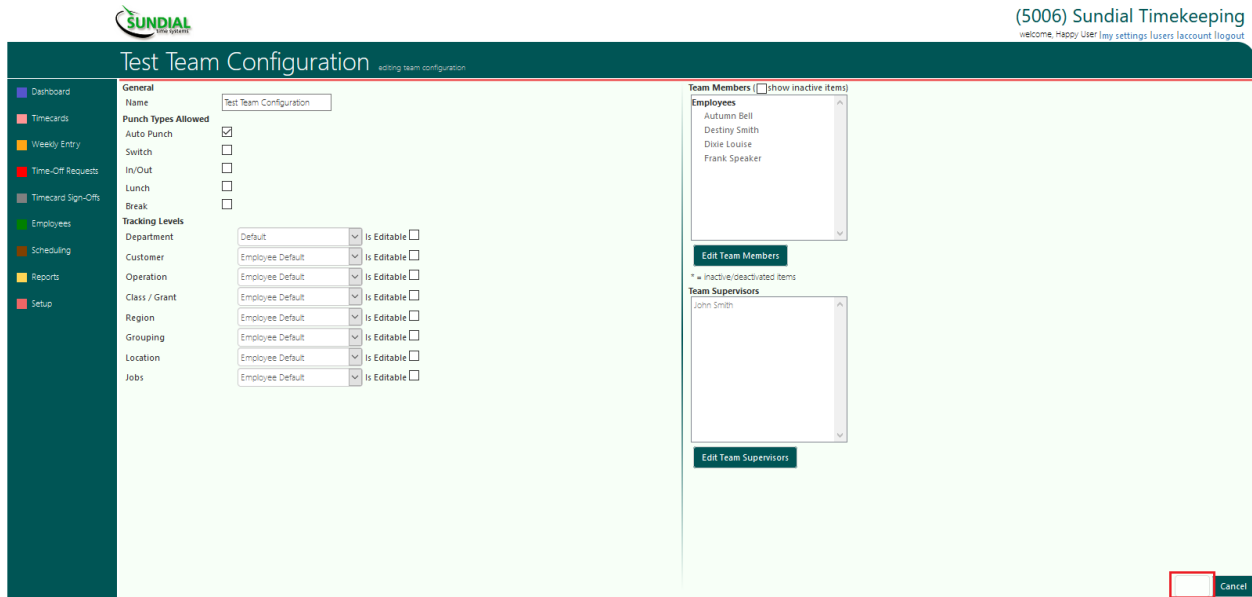 SUNDIAL
time systems
(5006) Sundial Timekeeping
welcome, Happy User |my settings |users |account |logout
Test Team Configuration editing team configuration
Dashboard
Timecards
Weekly Entry
Time-Off Requests
Timecard Sign-Offs
Employees
Scheduling
Reports
Setup
General
Name Test Team Configuration
Punch Types Allowed
Auto Punch
Switch
In/Out
Lunch
Break
Tracking Levels
Department Default Is Editable
Customer Employee Default Is Editable
Operation Employee Default Is Editable
Class / Grant Employee Default Is Editable
Region Employee Default Is Editable
Grouping Employee Default Is Editable
Location Employee Default Is Editable
Jobs Employee Default Is Editable
Team Members (show inactive items)
Employees
Autumn Bell
Destiny Smith
Dixie Louise
Frank Speaker
Edit Team Members
* = inactive/deactivated items
Team Supervisors
John Smith
Edit Team Supervisors
Cancel